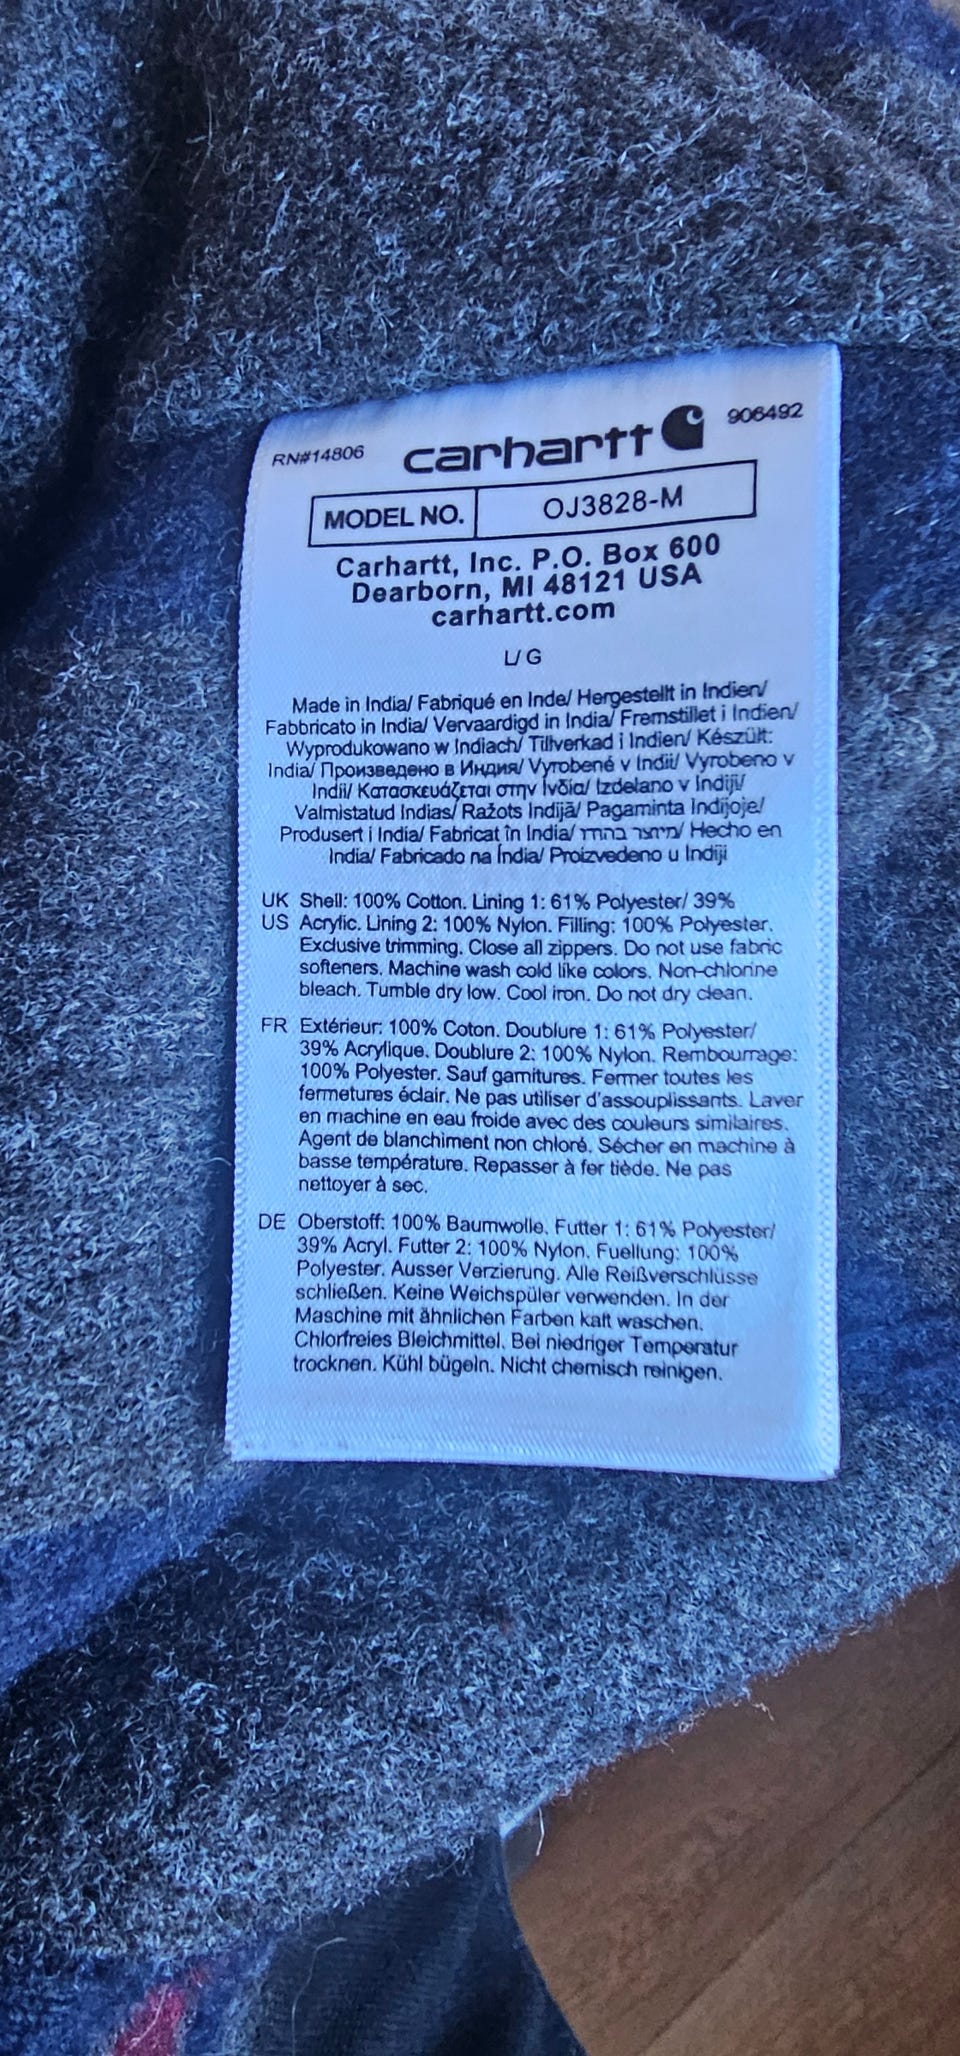 RN#14806 carhartt 906492
MODEL NO. OJ3828-M
Carhartt, Inc. P.O. Box 600
Dearborn, MI 48121 USA
carhartt.com
L/ G
Made in India/ Fabriqué en Inde/ Hergestellt in Indien/
Fabbricato in India/ Vervaardigd in India/ Fremstillet i Indien/
Wyprodukowano w Indiach/ Tillverkad i Indien/ Készült:
India/ Произведено в Индия/ Vyrobené v Indii/ Vyrobeno v
Indii/ Κατασκευάζεται στην Ινδία/ Izdelano v Indiji/
Valmistatud Indias/ Ražots Indijā/ Pagaminta Indijoje/
Produsert i India/ Fabricat în India/ מיוצר בהודו/ Hecho en
India/ Fabricado na Índia/ Proizvedeno u Indiji
UK Shell: 100% Cotton. Lining 1: 61% Polyester/ 39%
US Acrylic. Lining 2: 100% Nylon. Filling: 100% Polyester.
Exclusive trimming. Close all zippers. Do not use fabric
softeners. Machine wash cold like colors. Non-chlorine
bleach. Tumble dry low. Cool iron. Do not dry clean.
FR Extérieur: 100% Coton. Doublure 1: 61% Polyester/
39% Acrylique. Doublure 2: 100% Nylon. Rembourrage:
100% Polyester. Sauf garnitures. Fermer toutes les
fermetures éclair. Ne pas utiliser d'assouplissants. Laver
en machine en eau froide avec des couleurs similaires.
Agent de blanchiment non chloré. Sécher en machine à
basse température. Repasser à fer tiède. Ne pas
nettoyer à sec.
DE Oberstoff: 100% Baumwolle. Futter 1: 61% Polyester/
39% Acryl. Futter 2: 100% Nylon. Fuellung: 100%
Polyester. Ausser Verzierung. Alle Reißverschlüsse
schließen. Keine Weichspüler verwenden. In der
Maschine mit ähnlichen Farben kalt waschen.
Chlorfreies Bleichmittel. Bei niedriger Temperatur
trocknen. Kühl bügeln. Nicht chemisch reinigen.